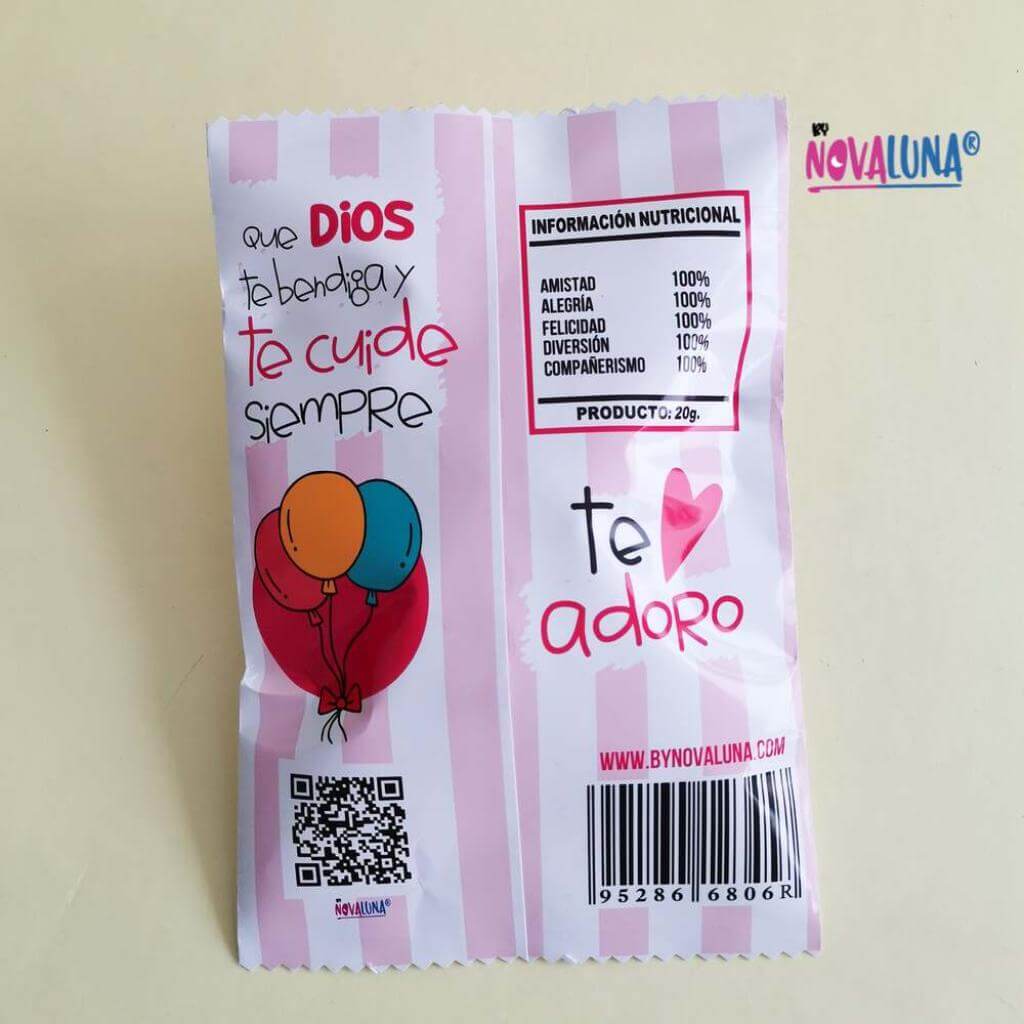 BY
NOVALUNA®
que DiOS
te bendiga y
te cuide
siempre
BY
NOVALUNA®
INFORMACIÓN NUTRICIONAL
AMISTAD 100%
ALEGRÍA 100%
FELICIDAD 100%
DIVERSIÓN 100%
COMPAÑERISMO 100%
PRODUCTO: 20g.
te
adoro
WWW.BYNOVALUNA.COM
95286 6806R